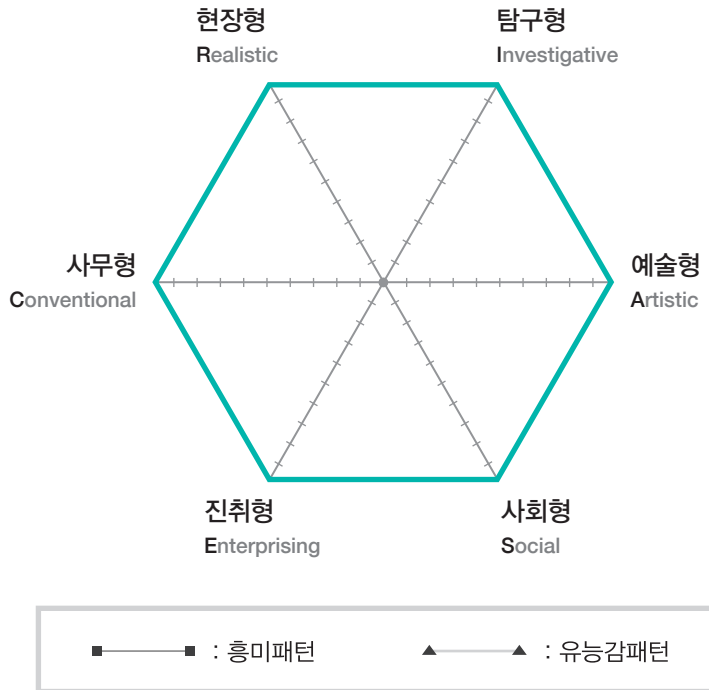 현장형
Realistic
탐구형
Investigative
사무형
Conventional
예술형
Artistic
진취형
Enterprising
사회형
Social
: 흥미패턴
: 유능감패턴